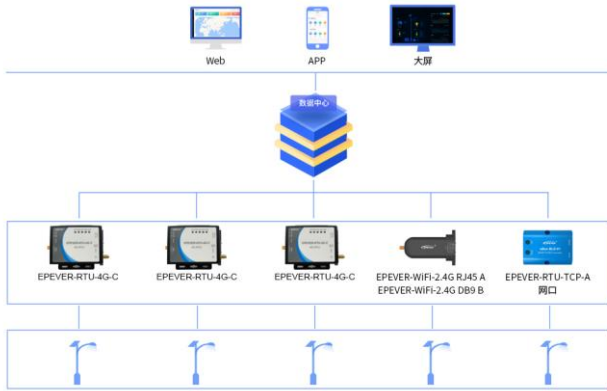 Web
APP
大屏
数据中心
EPEVER-RTU-4G-C
EPEVER-RTU-4G-C
EPEVER-RTU-4G-C
EPEVER-WiFi-2.4G RJ45 A
EPEVER-WiFi-2.4G DB9 B
EPEVER-RTU-TCP-A
网口